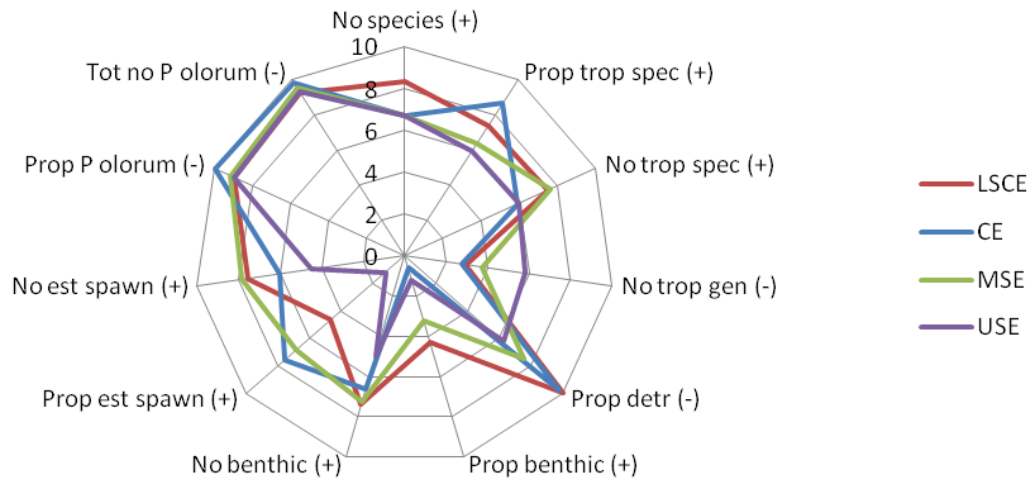 No species (+)
10
8
6
4
2
0
Prop trop spec (+)
No trop spec (+)
No trop gen (-)
Prop detr (-)
Prop benthic (+)
No benthic (+)
Prop est spawn (+)
No est spawn (+)
Prop P olorum (-)
Tot no P olorum (-)
LSCE
CE
MSE
USE